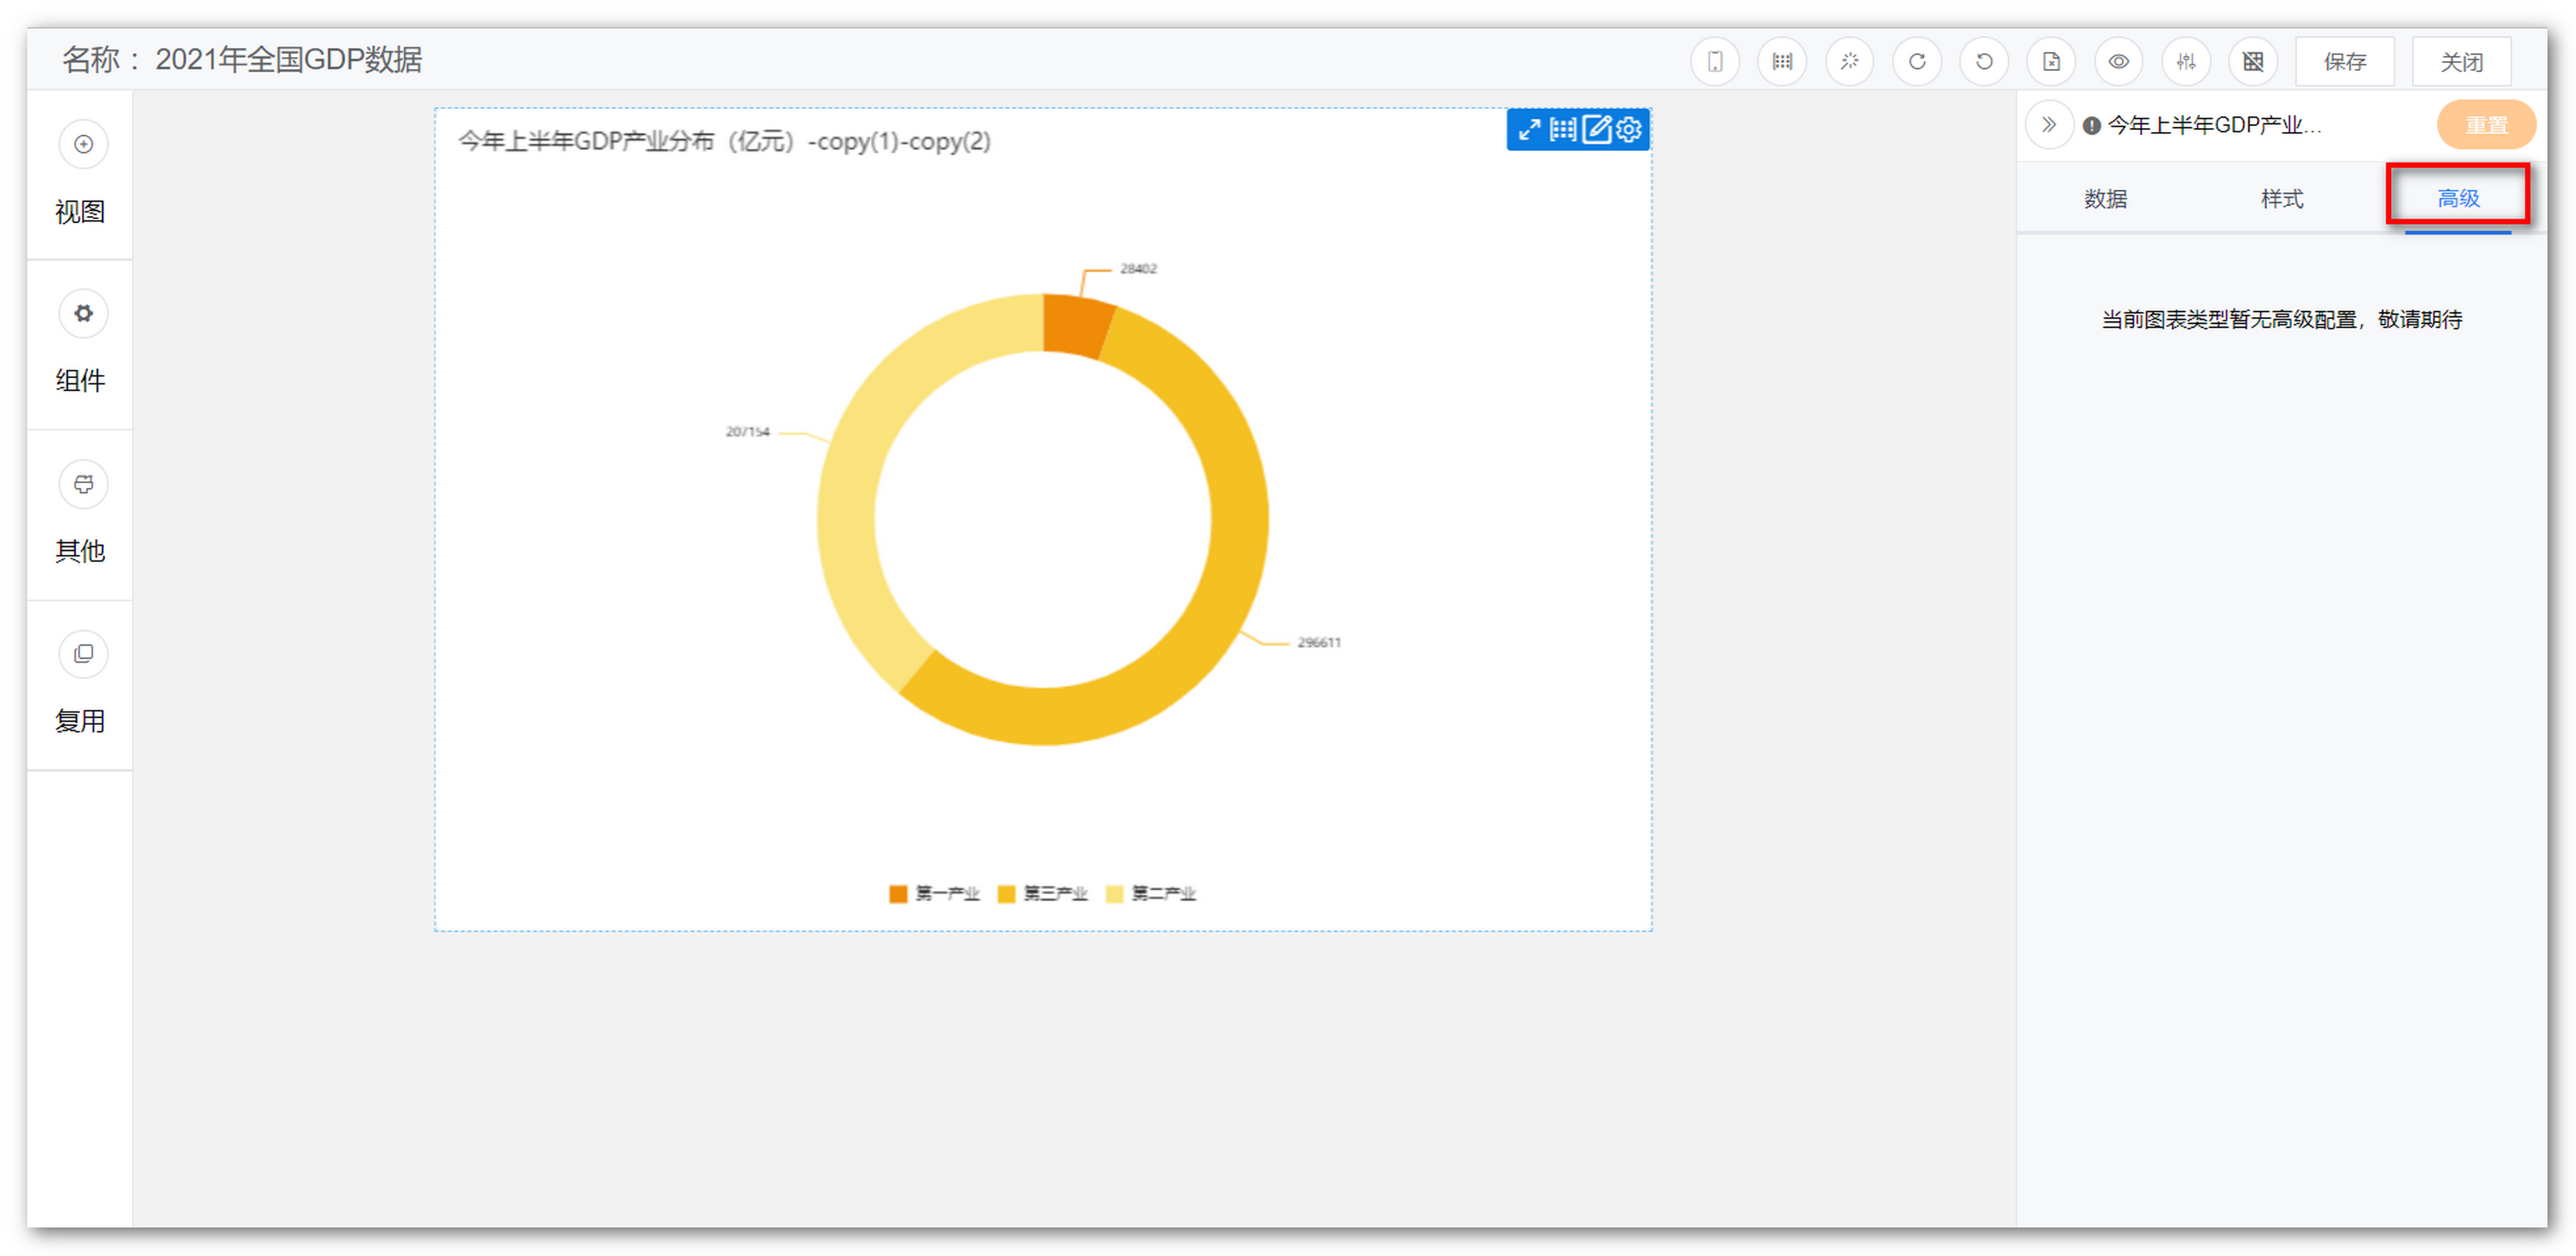 名称： 2021年全国GDP数据
保存
关闭
视图
组件
其他
复用
今年上半年GDP产业分布（亿元）-copy(1)-copy(2)
28402
207154
296611
第一产业 第三产业 第二产业
今年上半年GDP产业...
重置
数据 样式 高级
当前图表类型暂无高级配置，敬请期待